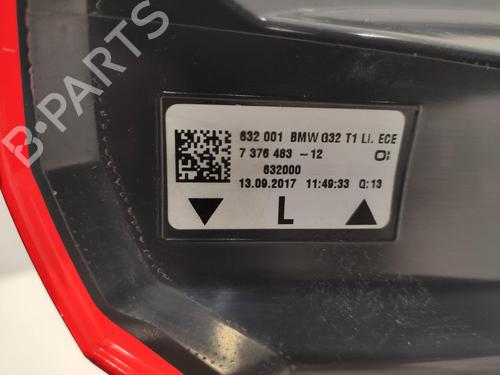 B-PARTS
632 001 BMW G32 T1 LI. ECE
7 376 483 -12
632000
13.09.2017 11:49:33 Q:13
L